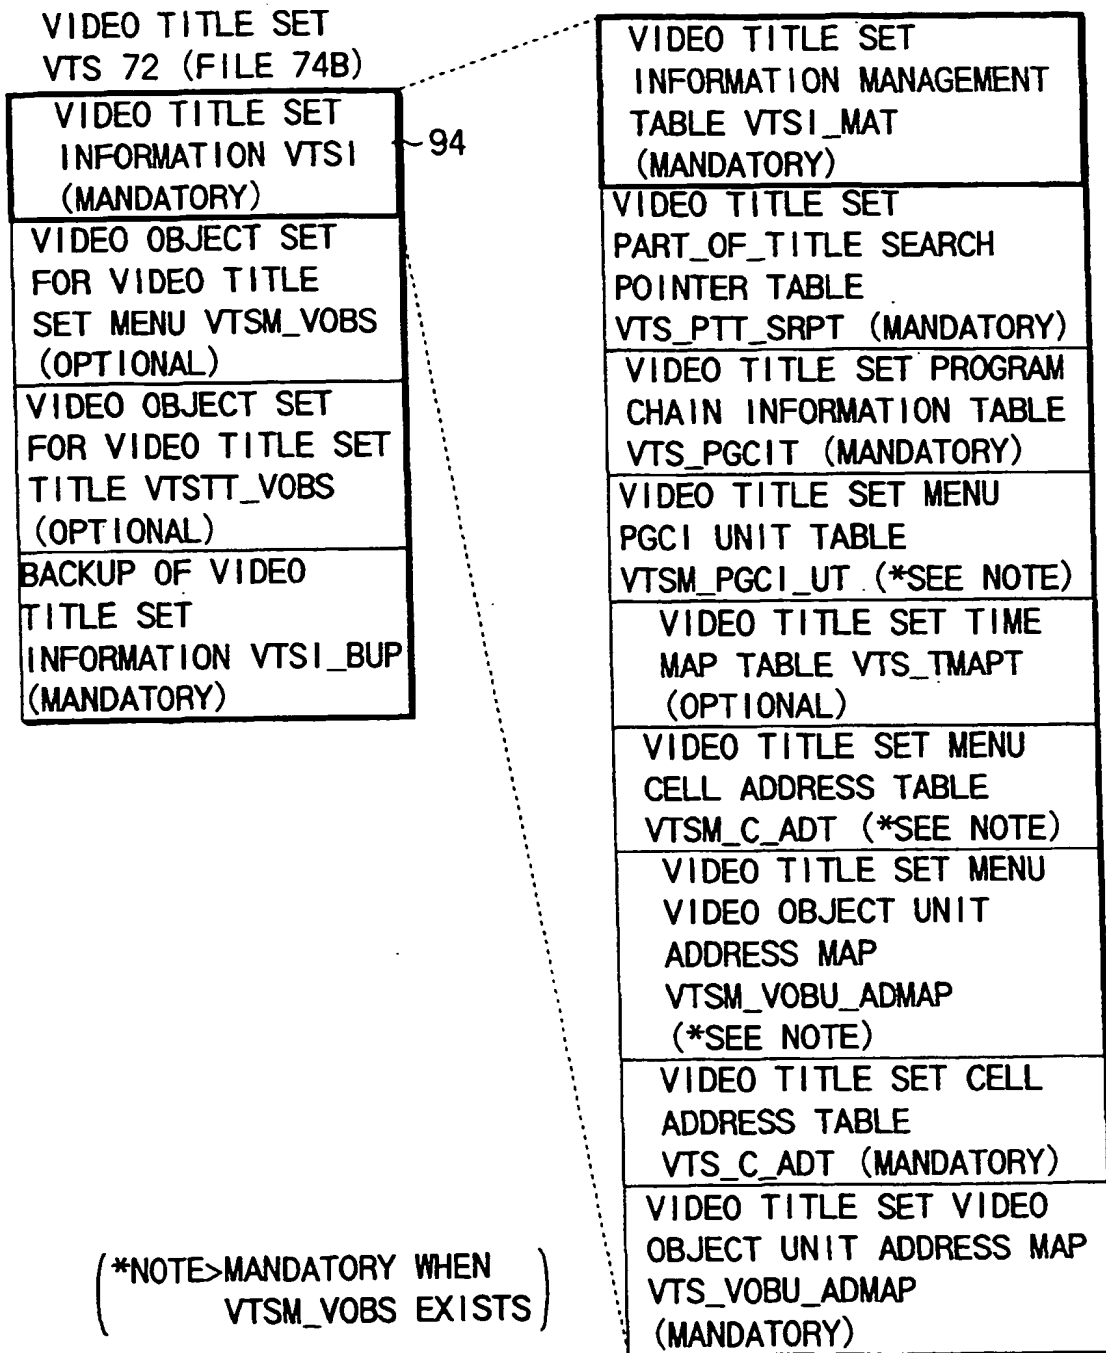 VIDEO TITLE SET
VTS 72 (FILE 74B)
VIDEO TITLE SET
INFORMATION VTSI
(MANDATORY)
94
VIDEO OBJECT SET
FOR VIDEO TITLE
SET MENU VTSM_VOBS
(OPTIONAL)
VIDEO OBJECT SET
FOR VIDEO TITLE SET
TITLE VTSTT_VOBS
(OPTIONAL)
BACKUP OF VIDEO
TITLE SET
INFORMATION VTSI_BUP
(MANDATORY)
VIDEO TITLE SET
INFORMATION MANAGEMENT
TABLE VTSI_MAT
(MANDATORY)
VIDEO TITLE SET
PART_OF_TITLE SEARCH
POINTER TABLE
VTS_PTT_SRPT (MANDATORY)
VIDEO TITLE SET PROGRAM
CHAIN INFORMATION TABLE
VTS_PGCIT (MANDATORY)
VIDEO TITLE SET MENU
PGCI UNIT TABLE
VTSM_PGCI_UT (*SEE NOTE)
VIDEO TITLE SET TIME
MAP TABLE VTS_TMAPT
(OPTIONAL)
VIDEO TITLE SET MENU
CELL ADDRESS TABLE
VTSM_C_ADT (*SEE NOTE)
VIDEO TITLE SET MENU
VIDEO OBJECT UNIT
ADDRESS MAP
VTSM_VOBU_ADMAP
(*SEE NOTE)
VIDEO TITLE SET CELL
ADDRESS TABLE
VTS_C_ADT (MANDATORY)
VIDEO TITLE SET VIDEO
OBJECT UNIT ADDRESS MAP
VTS_VOBU_ADMAP
(MANDATORY)
(*NOTE>MANDATORY WHEN
VTSM_VOBS EXISTS)